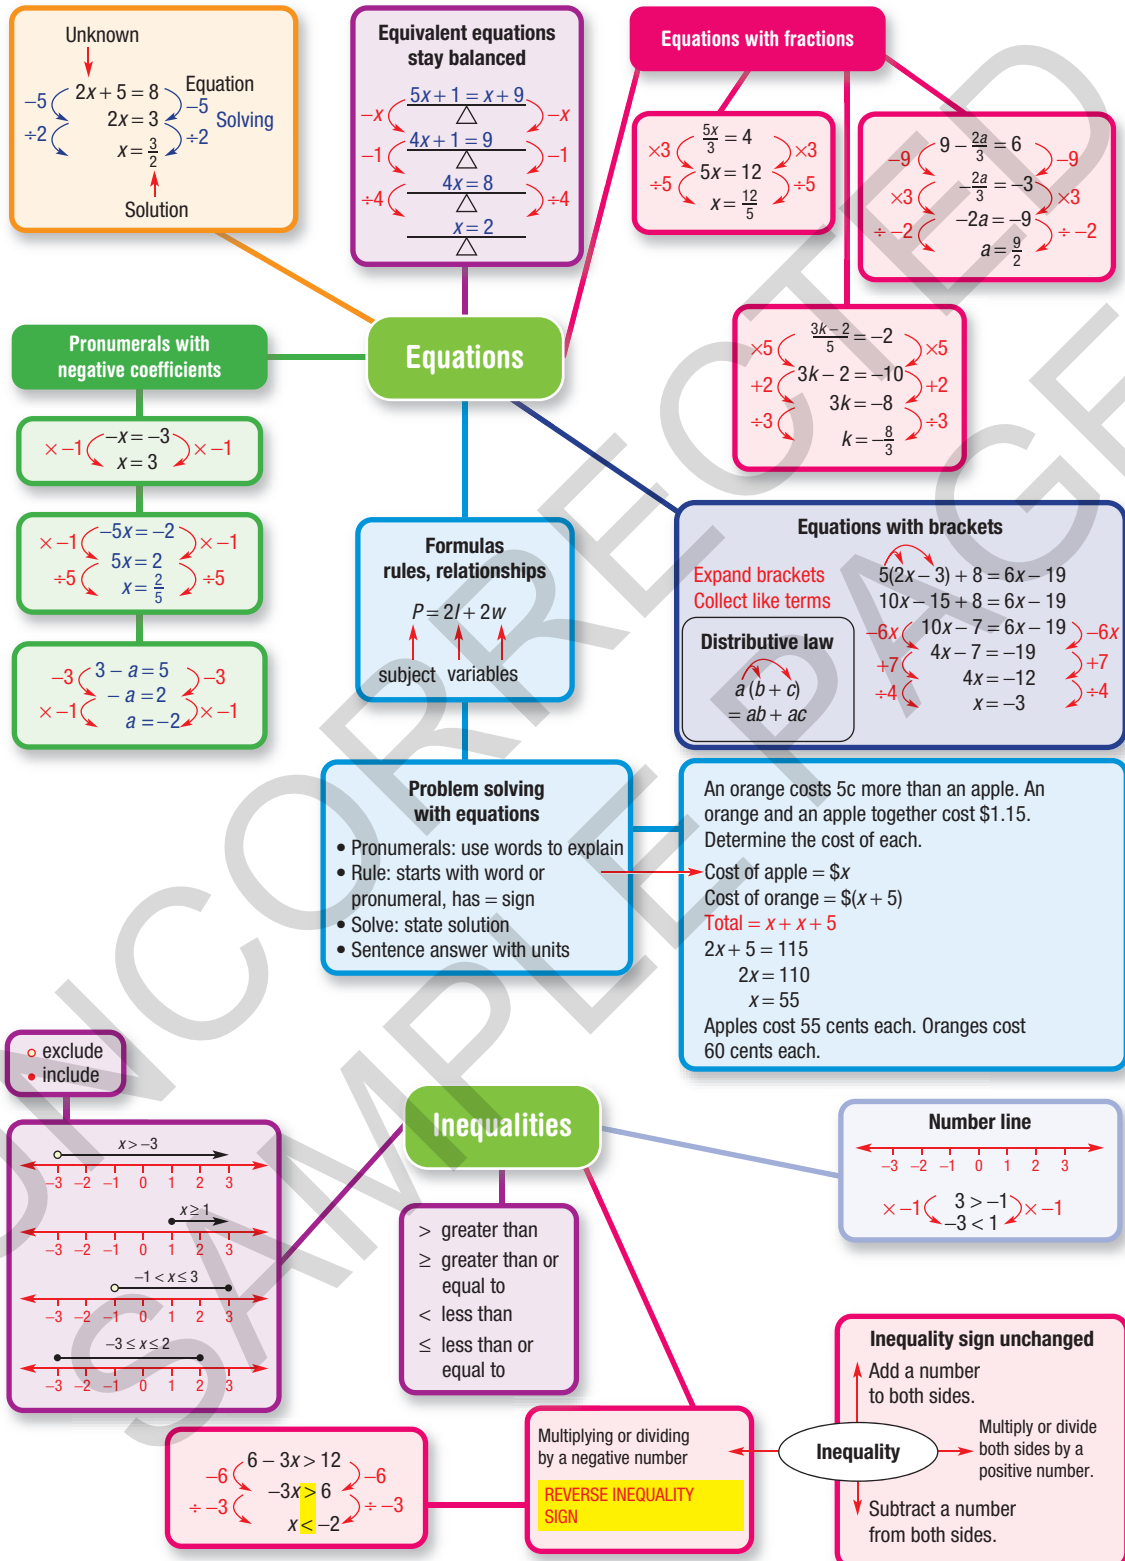 Unknown
2x + 5 = 8
Equation
–5
–5
2x = 3
Solving
÷2
÷2
x = 3/2
Solution
Equivalent equations
stay balanced
5x + 1 = x + 9
–x
–x
4x + 1 = 9
–1
–1
4x = 8
÷4
÷4
x = 2
Equations with fractions
5x/3 = 4
×3
×3
5x = 12
÷5
÷5
x = 12/5
9 – 2a/3 = 6
–9
–9
–2a/3 = –3
×3
×3
–2a = –9
÷ –2
÷ –2
a = 9/2
3k – 2/5 = –2
×5
×5
3k – 2 = –10
+2
+2
3k = –8
÷3
÷3
k = –8/3
Equations
Pronumerals with
negative coefficients
–x = –3
× –1
× –1
x = 3
–5x = –2
× –1
× –1
5x = 2
÷5
÷5
x = 2/5
3 – a = 5
–3
–3
– a = 2
× –1
× –1
a = –2
Formulas
rules, relationships
P = 2l + 2w
subject variables
Equations with brackets
Expand brackets
5(2x – 3) + 8 = 6x – 19
Collect like terms
10x – 15 + 8 = 6x – 19
–6x
10x – 7 = 6x – 19
–6x
4x – 7 = –19
+7
+7
4x = –12
÷4
÷4
x = –3
Distributive law
a (b + c)
= ab + ac
Problem solving
with equations
• Pronumerals: use words to explain
• Rule: starts with word or
pronumeral, has = sign
• Solve: state solution
• Sentence answer with units
An orange costs 5c more than an apple. An
orange and an apple together cost $1.15.
Determine the cost of each.
Cost of apple = $x
Cost of orange = $(x + 5)
Total = x + x + 5
2x + 5 = 115
2x = 110
x = 55
Apples cost 55 cents each. Oranges cost
60 cents each.
exclude
include
x > –3
–3 –2 –1 0 1 2 3
x ≥ 1
–3 –2 –1 0 1 2 3
–1 < x ≤ 3
–3 –2 –1 0 1 2 3
–3 ≤ x ≤ 2
–3 –2 –1 0 1 2 3
Inequalities
> greater than
≥ greater than or
equal to
< less than
≤ less than or
equal to
Number line
–3 –2 –1 0 1 2 3
× –1
3 > –1
× –1
–3 < 1
Inequality sign unchanged
Add a number
to both sides.
Inequality
Multiply or divide
both sides by a
positive number.
Subtract a number
from both sides.
Multiplying or dividing
by a negative number
REVERSE INEQUALITY
SIGN
6 – 3x > 12
–6
–6
–3x > 6
÷ –3
÷ –3
x < –2
UNCORRECTED
SAMPLE PAGES